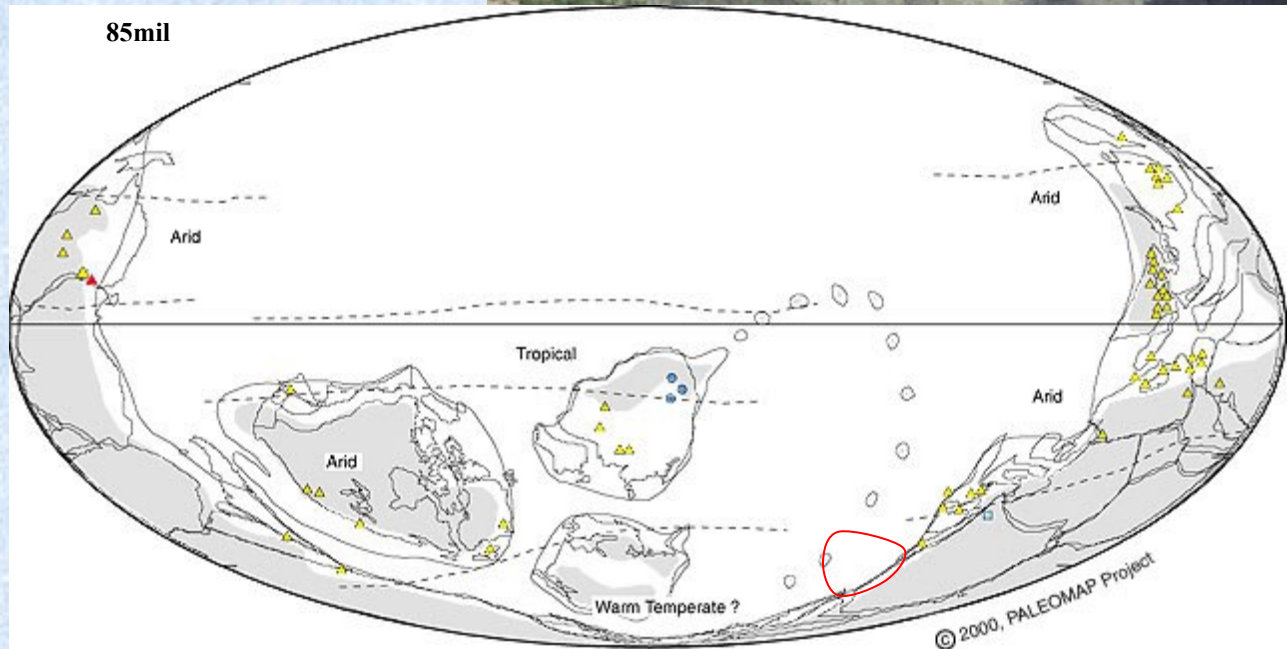 85mil
Arid
Arid
Tropical
Arid
Arid
Warm Temperate ?
© 2000, PALEOMAP Project